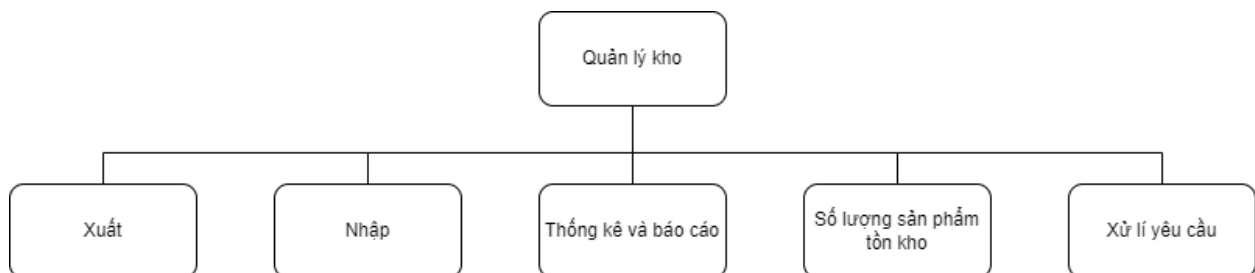 Quản lý kho
Xuất
Nhập
Thống kê và báo cáo
Số lượng sản phẩm
tồn kho
Xử lí yêu cầu